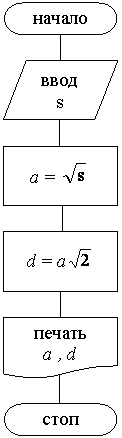 начало
ввод
s
a = √s
d = a√2
печать
a , d
стоп